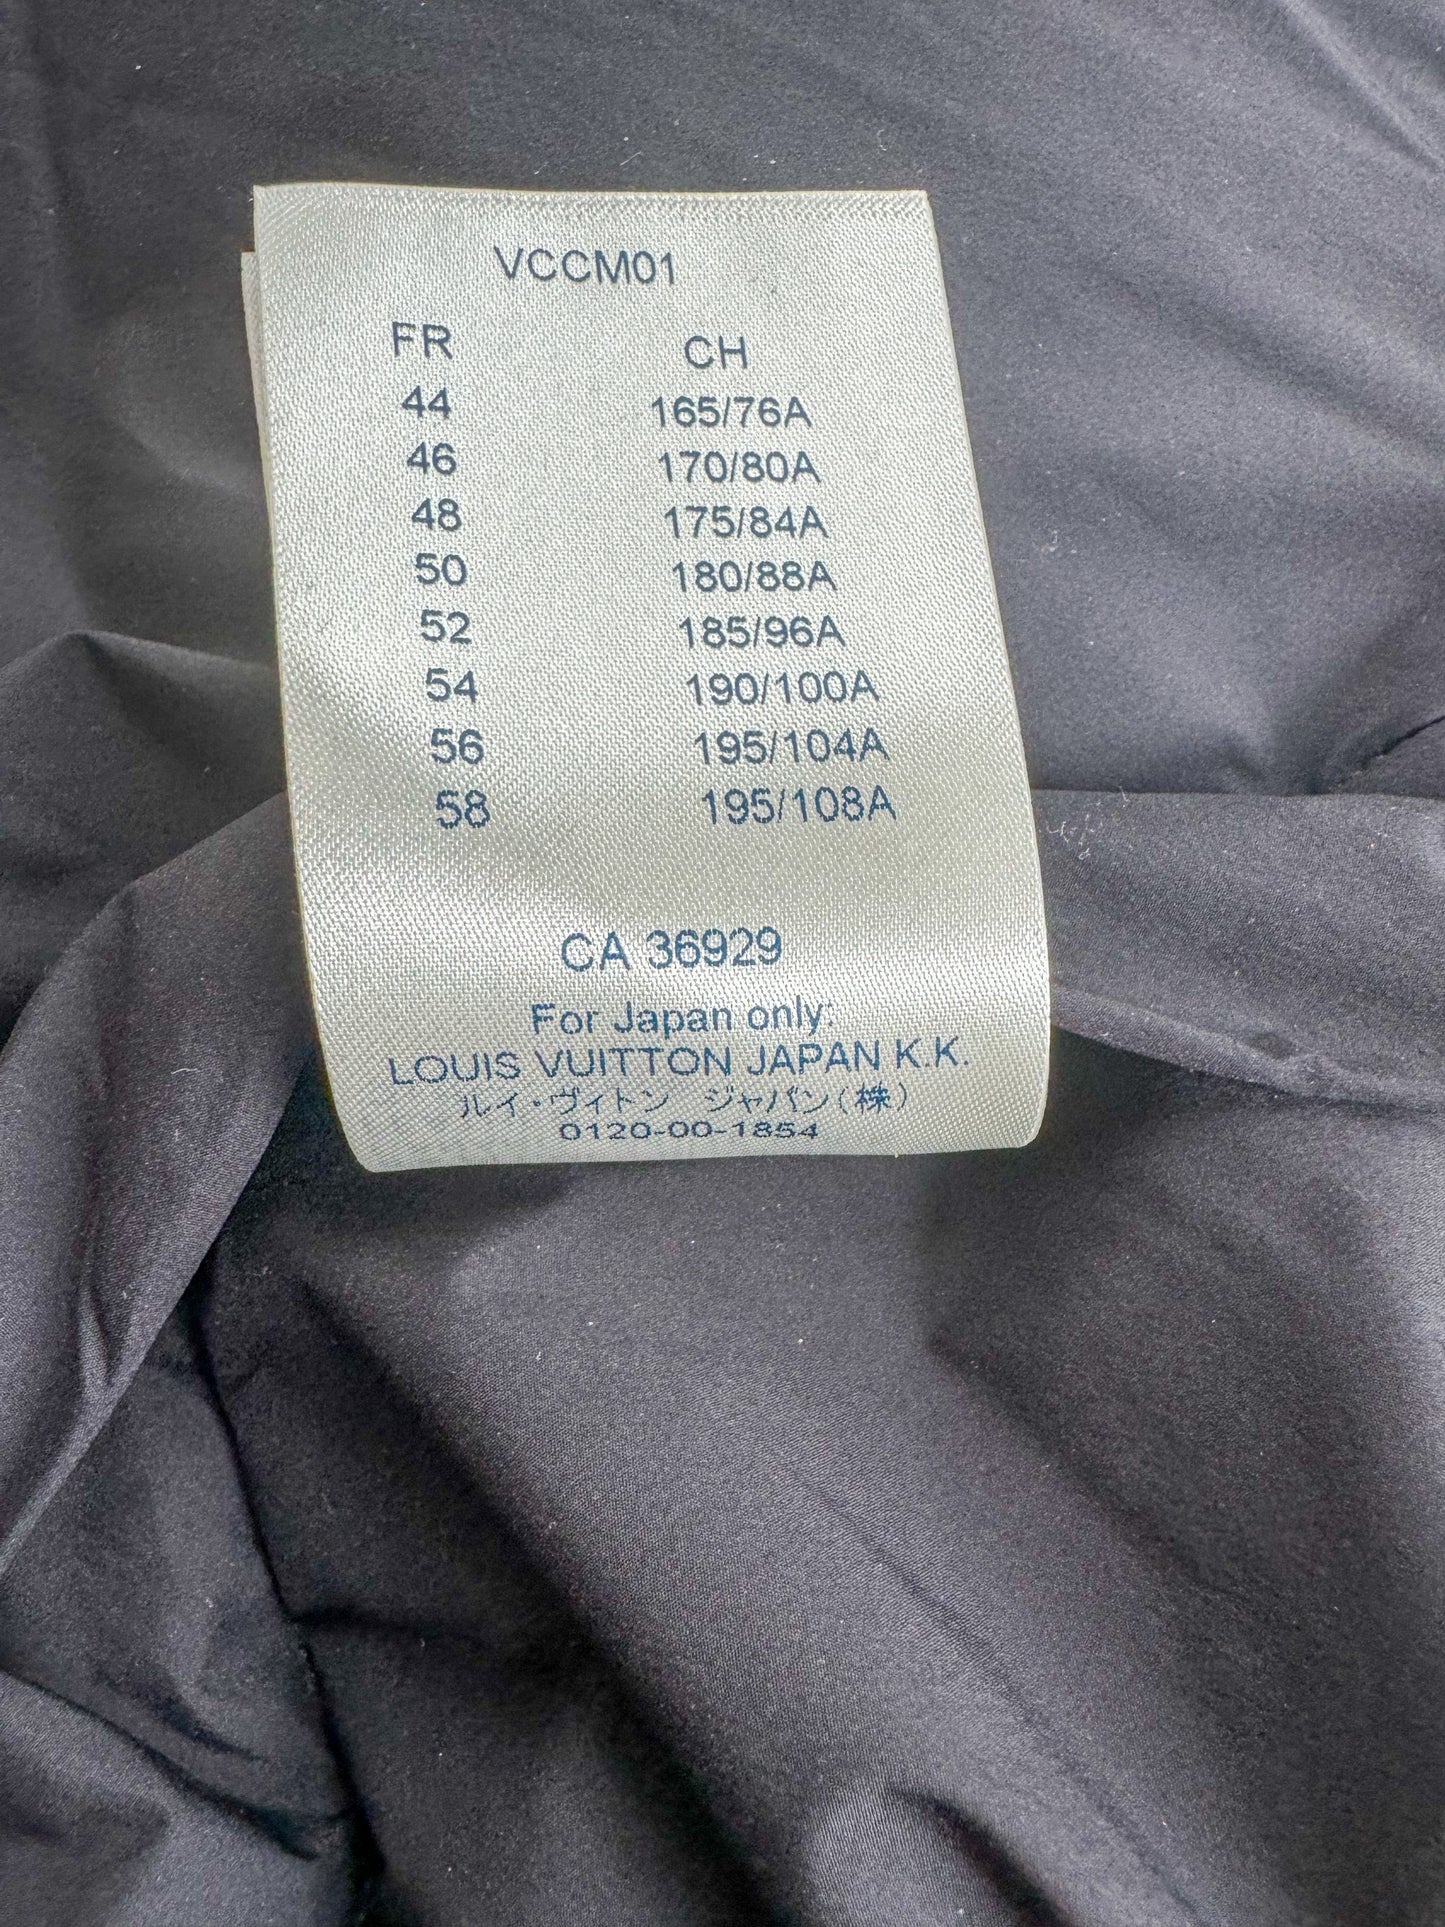 VCCM01
FR CH
44 165/76A
46 170/80A
48 175/84A
50 180/88A
52 185/96A
54 190/100A
56 195/104A
58 195/108A
CA 36929
For Japan only:
LOUIS VUITTON JAPAN K.K.
ルイ・ヴィトン ジャパン(株)
0120-00-1854